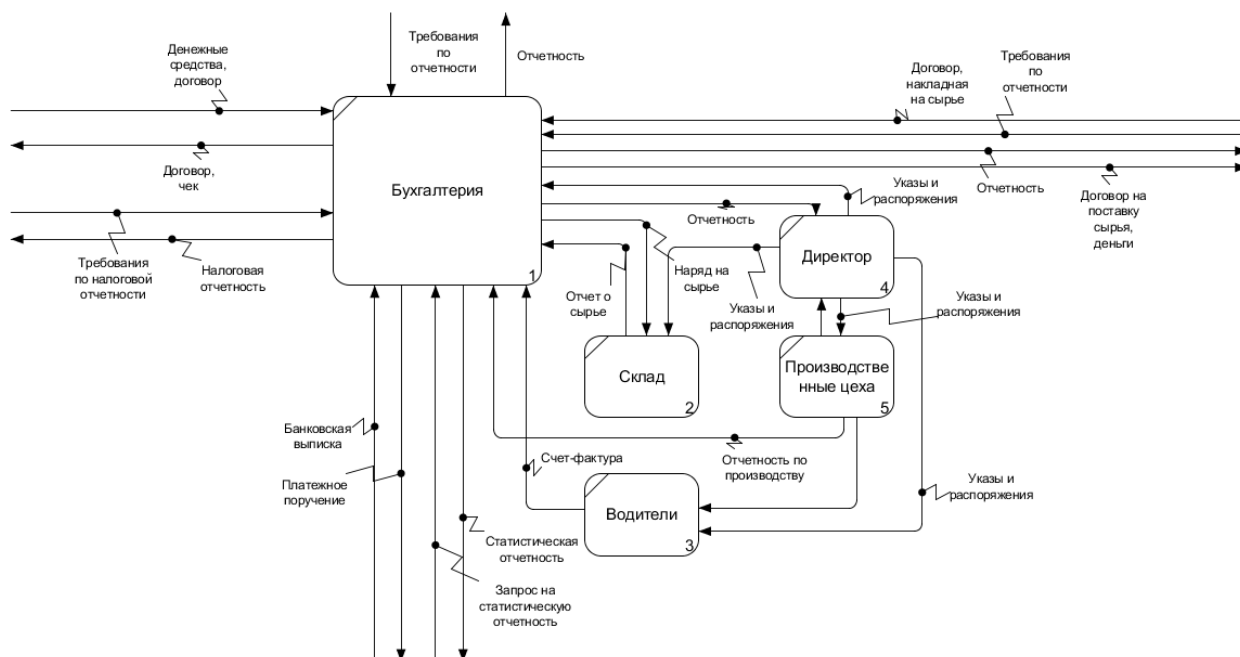 Денежные
средства,
договор
Требования
по
отчетности
Отчетность
Договор,
накладная
на сырье
Требования
по
отчетности
Договор,
чек
Бухгалтерия
1
Указы и
распоряжения
Отчетность
Отчетность
Договор на
поставку
сырья,
деньги
Требования
по налоговой
отчетности
Налоговая
отчетность
Отчет о
сырье
Наряд на
сырье
Указы и
распоряжения
Директор
4
Указы и
распоряжения
Склад
2
Производстве
нные цеха
5
Банковская
выписка
Платежное
поручение
Счет-фактура
Отчетность по
производству
Водители
3
Указы и
распоряжения
Статистическая
отчетность
Запрос на
статистическую
отчетность